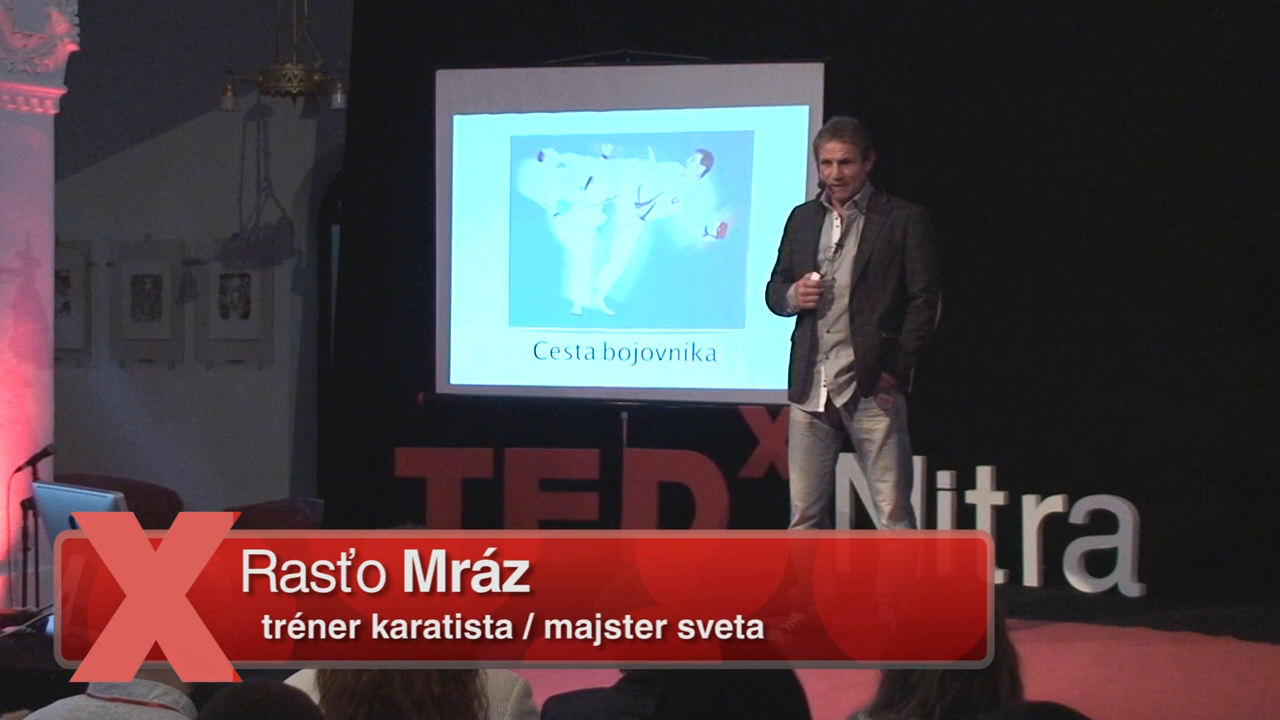 Cesta bojovníka
TEDx Nitra
X Rasťo Mráz
tréner karatista / majster sveta